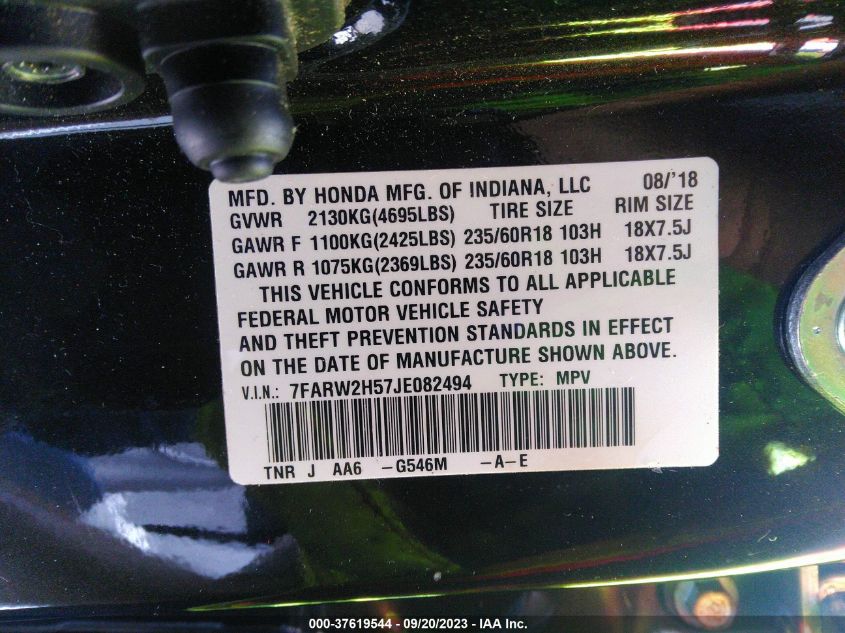 MFD. BY HONDA MFG. OF INDIANA, LLC 08/'18
GVWR 2130KG(4695LBS) TIRE SIZE RIM SIZE
GAWR F 1100KG(2425LBS) 235/60R18 103H 18X7.5J
GAWR R 1075KG(2369LBS) 235/60R18 103H 18X7.5J
THIS VEHICLE CONFORMS TO ALL APPLICABLE
FEDERAL MOTOR VEHICLE SAFETY
AND THEFT PREVENTION STANDARDS IN EFFECT
ON THE DATE OF MANUFACTURE SHOWN ABOVE.
V.I.N.: 7FARW2H57JE082494 TYPE: MPV
TNR J AA6 -G546M -A-E
000-37619544 - 09/20/2023 - IAA Inc.